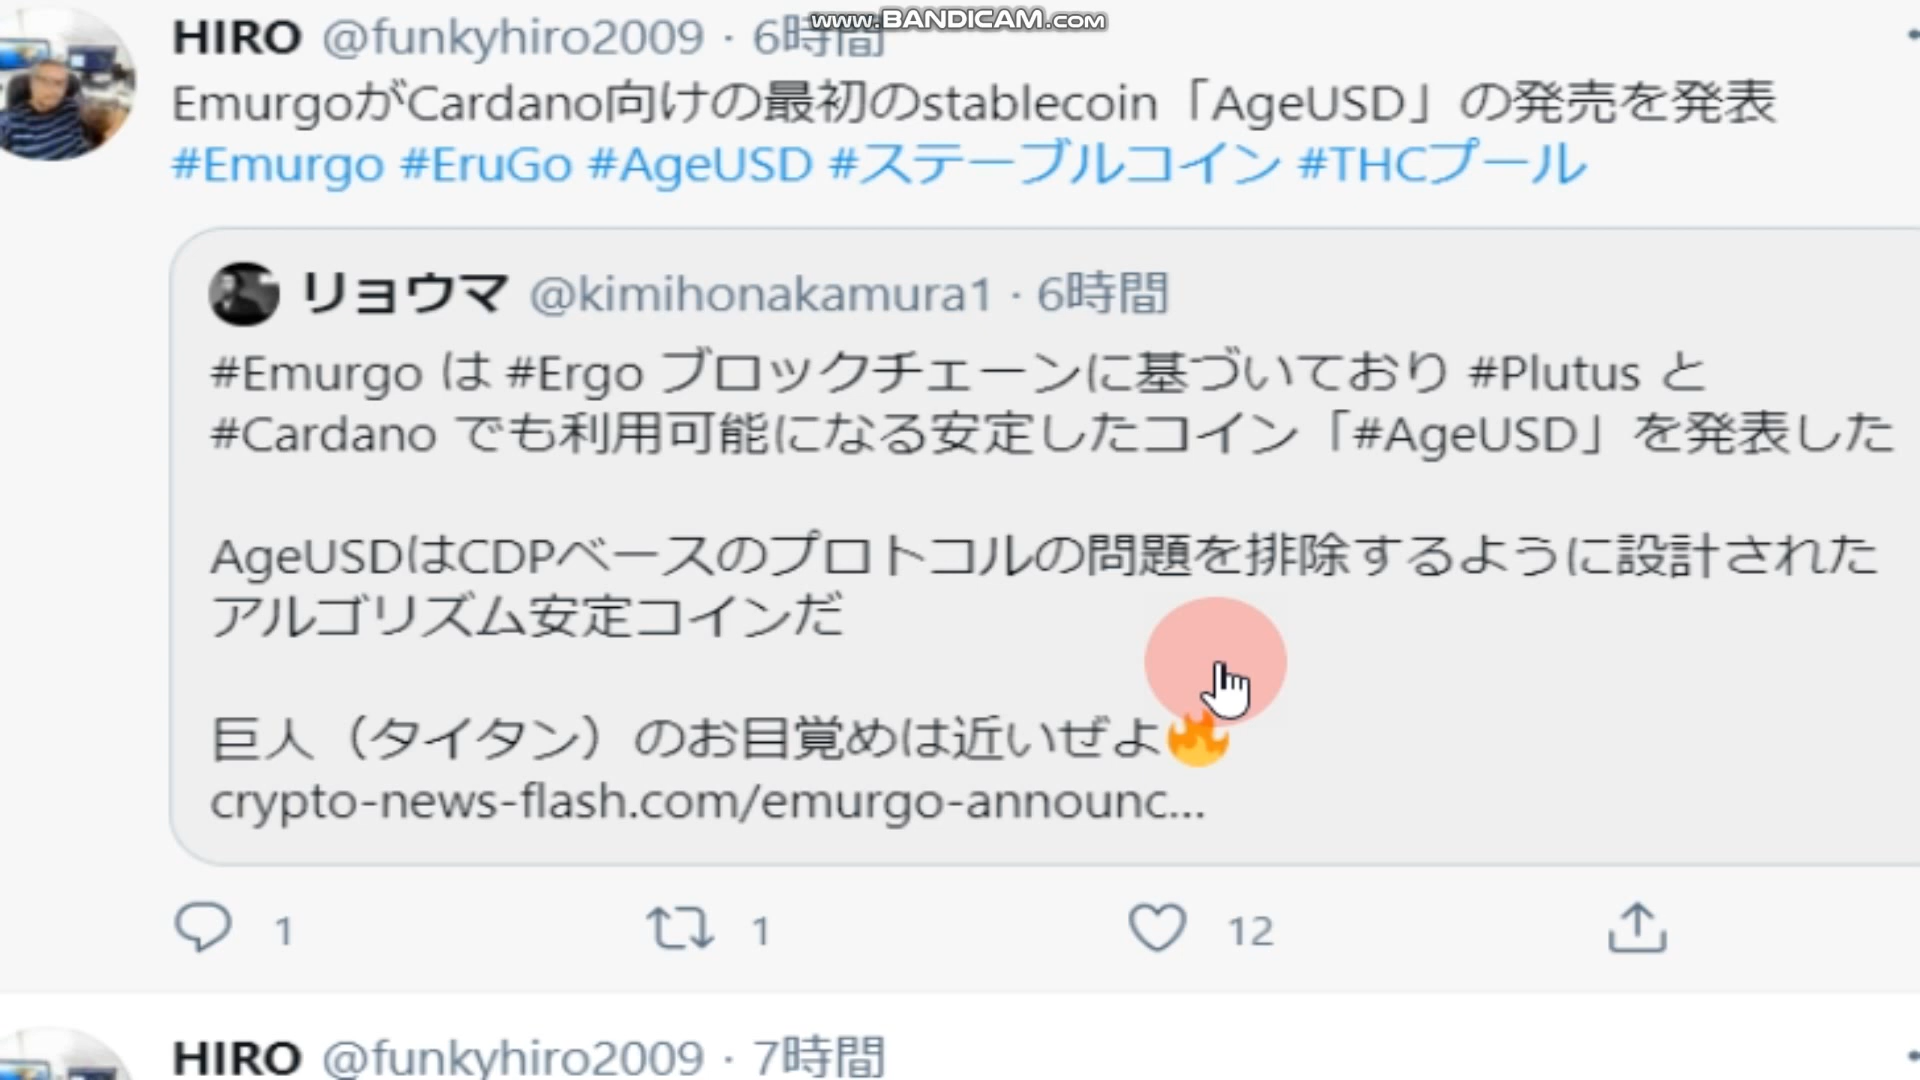 www.BANDICAM.com
HIRO @funkyhiro2009 · 6時間
EmurgoがCardano向けの最初のstablecoin「AgeUSD」の発売を発表
#Emurgo #EruGo #AgeUSD #ステーブルコイン #THCプール
リョウマ @kimihonakamura1 · 6時間
#Emurgo は #Ergo ブロックチェーンに基づいており #Plutus と
#Cardano でも利用可能になる安定したコイン「#AgeUSD」を発表した
AgeUSDはCDPベースのプロトコルの問題を排除するように設計された
アルゴリズム安定コインだ
巨人（タイタン）のお目覚めは近いぜよ🔥
crypto-news-flash.com/emurgo-announc...
1 1 12
HIRO @funkyhiro2009 · 7時間